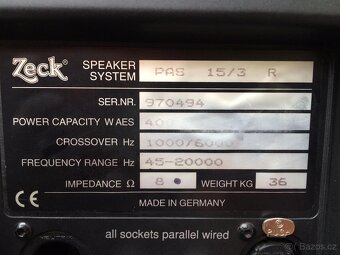 Zeck® SPEAKER SYSTEM PAS 15/3 R
SER.NR. 970494
POWER CAPACITY W AES
CROSSOVER Hz 1000/6000
FREQUENCY RANGE Hz 45-20000
IMPEDANCE Ω 8 WEIGHT KG 36
CE MADE IN GERMANY
all sockets parallel wired
bazos.cz